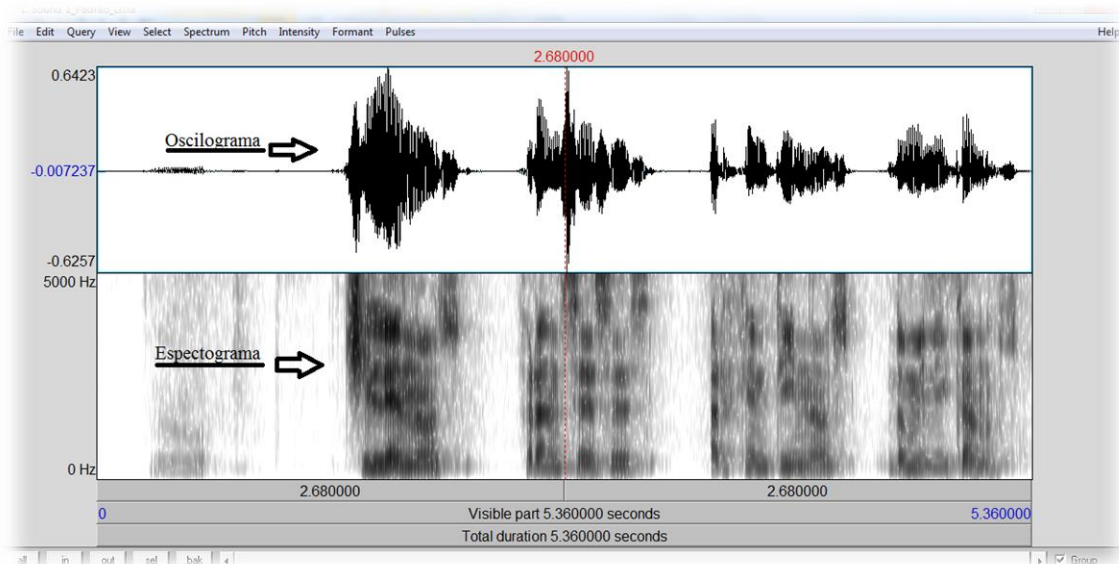 File Edit Query View Select Spectrum Pitch Intensity Formant Pulses Help
2.680000
0.6423
Oscilograma
-0.007237
-0.6257
5000 Hz
Espectograma
0 Hz
2.680000 2.680000
0 Visible part 5.360000 seconds 5.360000
Total duration 5.360000 seconds
all in out sel bak Group